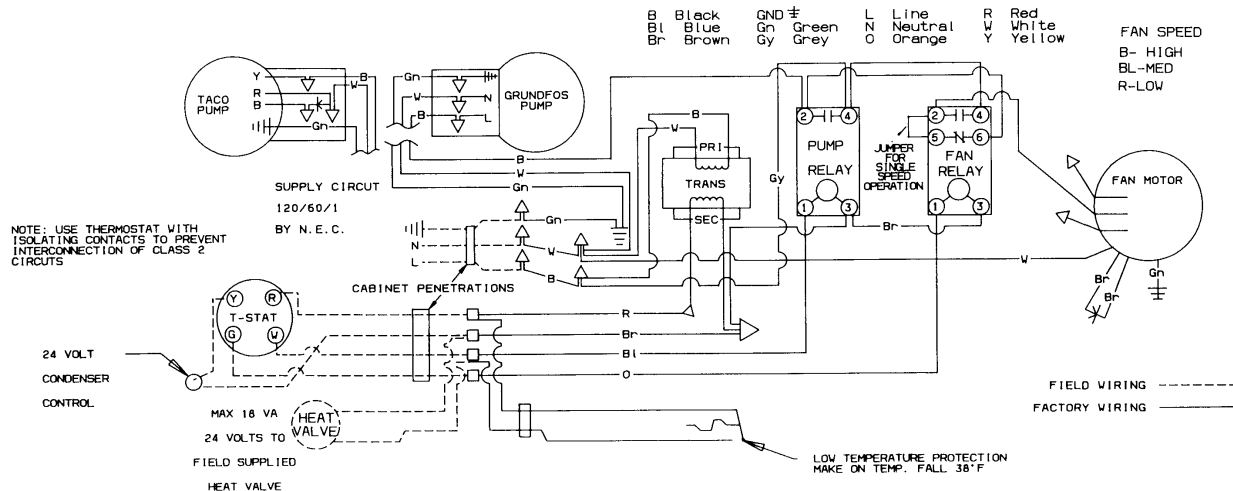 B Black GND L Line R Red
Bl Blue Gn Green N Neutral W White
Br Brown Gy Grey O Orange Y Yellow
FAN SPEED
B- HIGH
BL-MED
R-LOW
TACO
PUMP
Y
R
B
Gn
W
B
Gn
W
B
N
L
GRUNDFOS
PUMP
B
W
Gn
SUPPLY CIRCUT
120/60/1
BY N.E.C.
N
L
Gn
W
B
W
B
PRI
TRANS
SEC
Gy
2
4
PUMP
RELAY
1
3
JUMPER
FOR
SINGLE
SPEED
OPERATION
2
4
5
6
FAN
RELAY
1
3
Br
FAN MOTOR
W
Br
Br
Gn
NOTE: USE THERMOSTAT WITH
ISOLATING CONTACTS TO PREVENT
INTERCONNECTION OF CLASS 2
CIRCUTS
CABINET PENETRATIONS
Y
R
T-STAT
G
W
R
Br
Bl
O
24 VOLT
CONDENSER
CONTROL
MAX 18 VA
24 VOLTS TO
FIELD SUPPLIED
HEAT VALVE
HEAT
VALVE
LOW TEMPERATURE PROTECTION
MAKE ON TEMP. FALL 38°F
FIELD WIRING
FACTORY WIRING